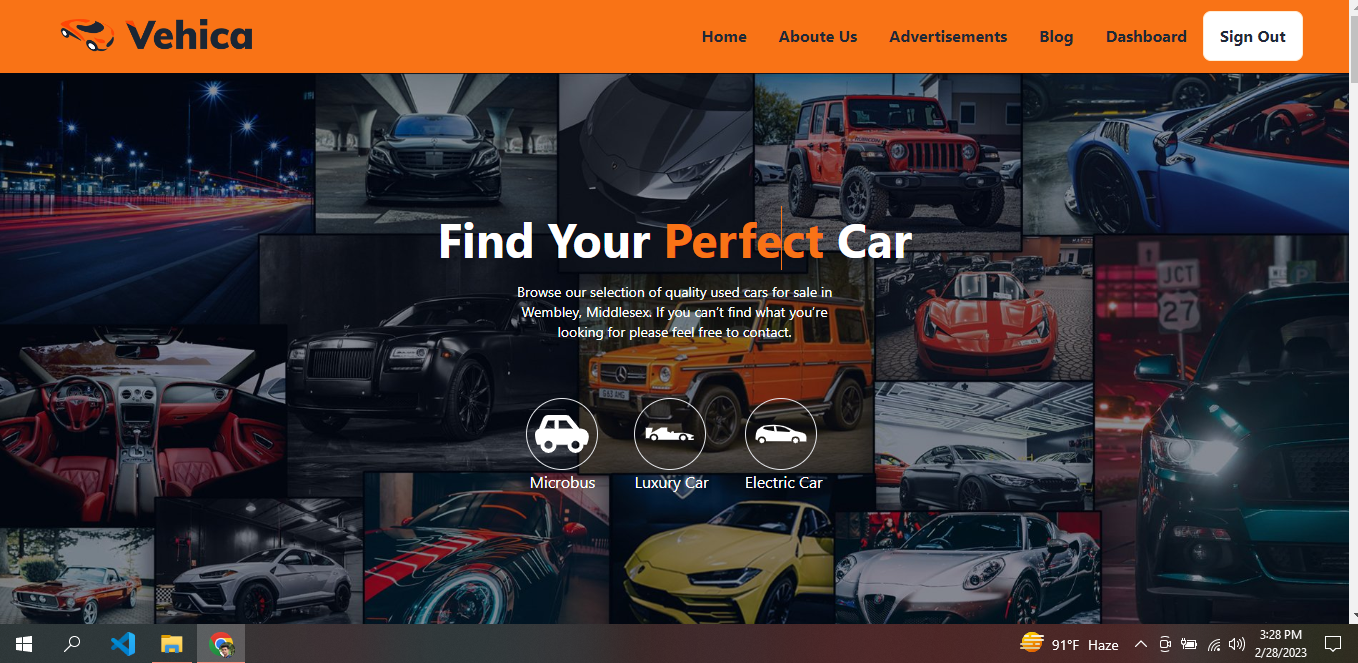 Vehica
Home Aboute Us Advertisements Blog Dashboard Sign Out
Find Your Perfect Car
Browse our selection of quality used cars for sale in
Wembley, Middlesex. If you can't find what you're
looking for please feel free to contact.
Microbus Luxury Car Electric Car
JCT
27
91°F Haze
3:28 PM
2/28/2023